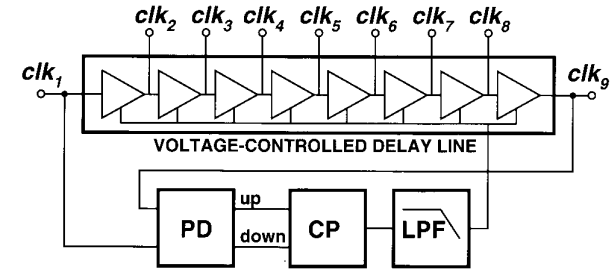 clk2 clk3 clk4 clk5 clk6 clk7 clk8
clk1
clk9
VOLTAGE-CONTROLLED DELAY LINE
up
PD
CP
LPF
down